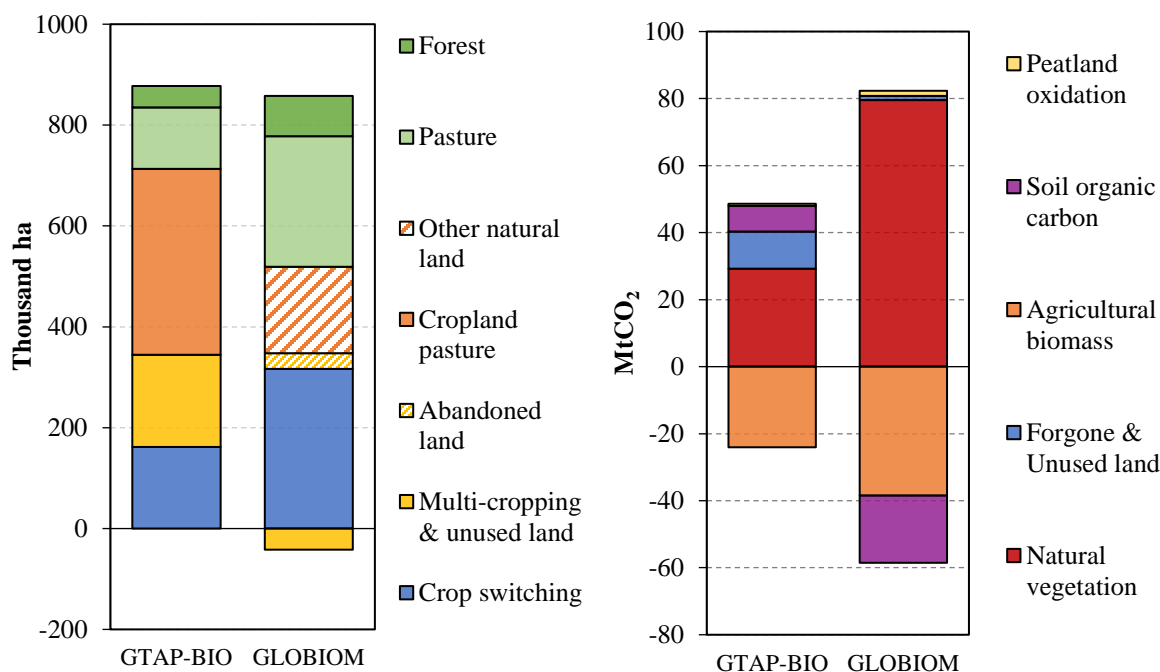 1000
800
600
400
200
0
-200
Thousand ha
GTAP-BIO
GLOBIOM
Forest
Pasture
Other natural
land
Cropland
pasture
Abandoned
land
Multi-cropping
& unused land
Crop switching
100
80
60
40
20
0
-20
-40
-60
-80
MtCO₂
GTAP-BIO
GLOBIOM
Peatland
oxidation
Soil organic
carbon
Agricultural
biomass
Forgone &
Unused land
Natural
vegetation